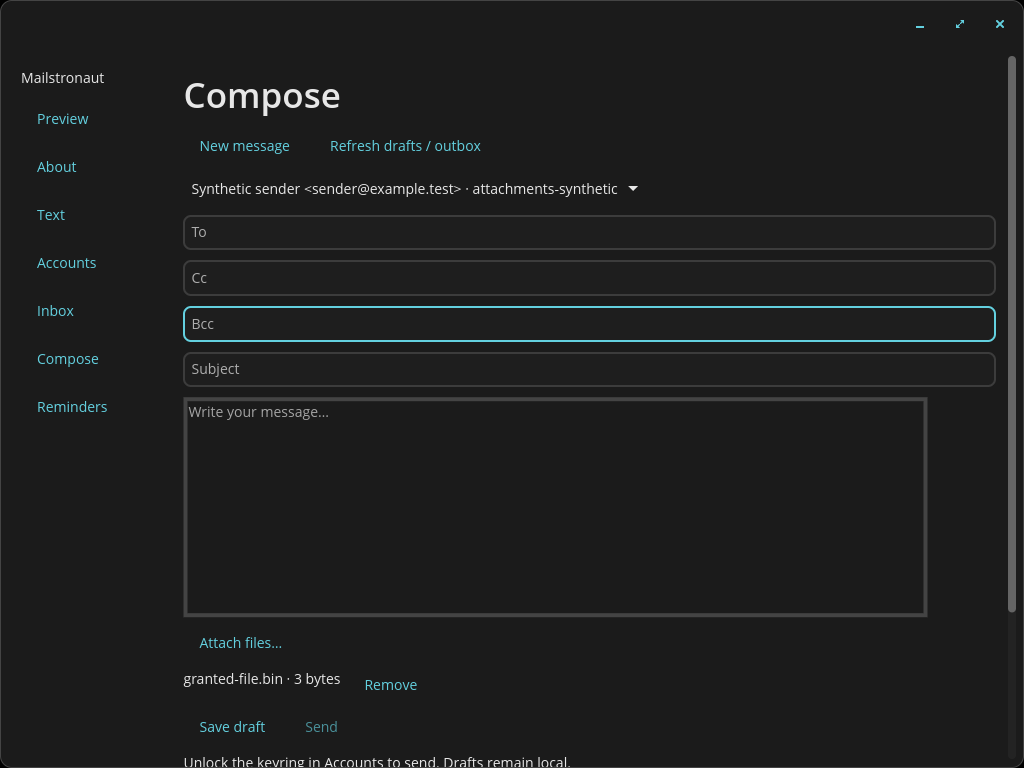 Mailstronaut
Preview
About
Text
Accounts
Inbox
Compose
Reminders
Compose
New message
Refresh drafts / outbox
Synthetic sender <sender@example.test> · attachments-synthetic
To
Cc
Bcc
Subject
Write your message...
Attach files...
granted-file.bin · 3 bytes
Remove
Save draft
Send
Unlock the keyring in Accounts to send. Drafts remain local.